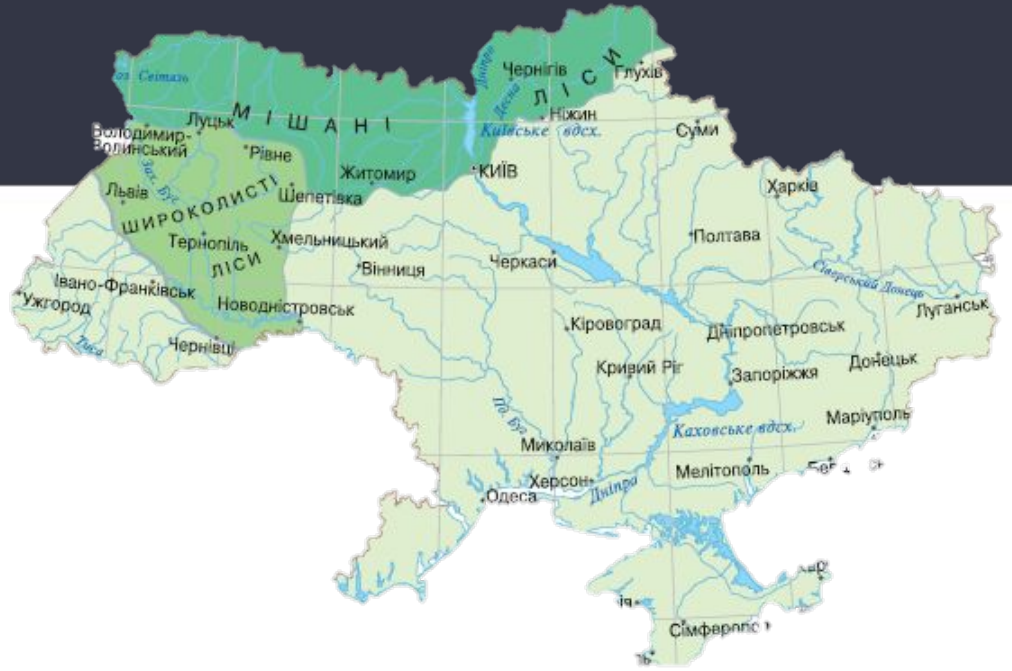 оз. Світязь
МІШАНІ
ЛІСИ
Дніпро
Десна
Чернігів
Глухів
Ніжин
Київське вдсх.
Суми
Луцьк
Володимир-
Волинський
Рівне
Житомир
КИЇВ
Зах. Буг
Львів
Шепетівка
Харків
ШИРОКОЛИСТІ
ЛІСИ
Тернопіль
Хмельницький
Полтава
Вінниця
Черкаси
Сіверський Донець
Івано-Франківськ
Ужгород
Новодністровськ
Луганськ
Кіровоград
Дніпропетровськ
Тиса
Чернівці
Кривий Ріг
Донецьк
Запоріжжя
Пд. Буг
Маріуполь
Каховське вдсх.
Миколаїв
Мелітополь
Херсон
Дніпро
Одеса